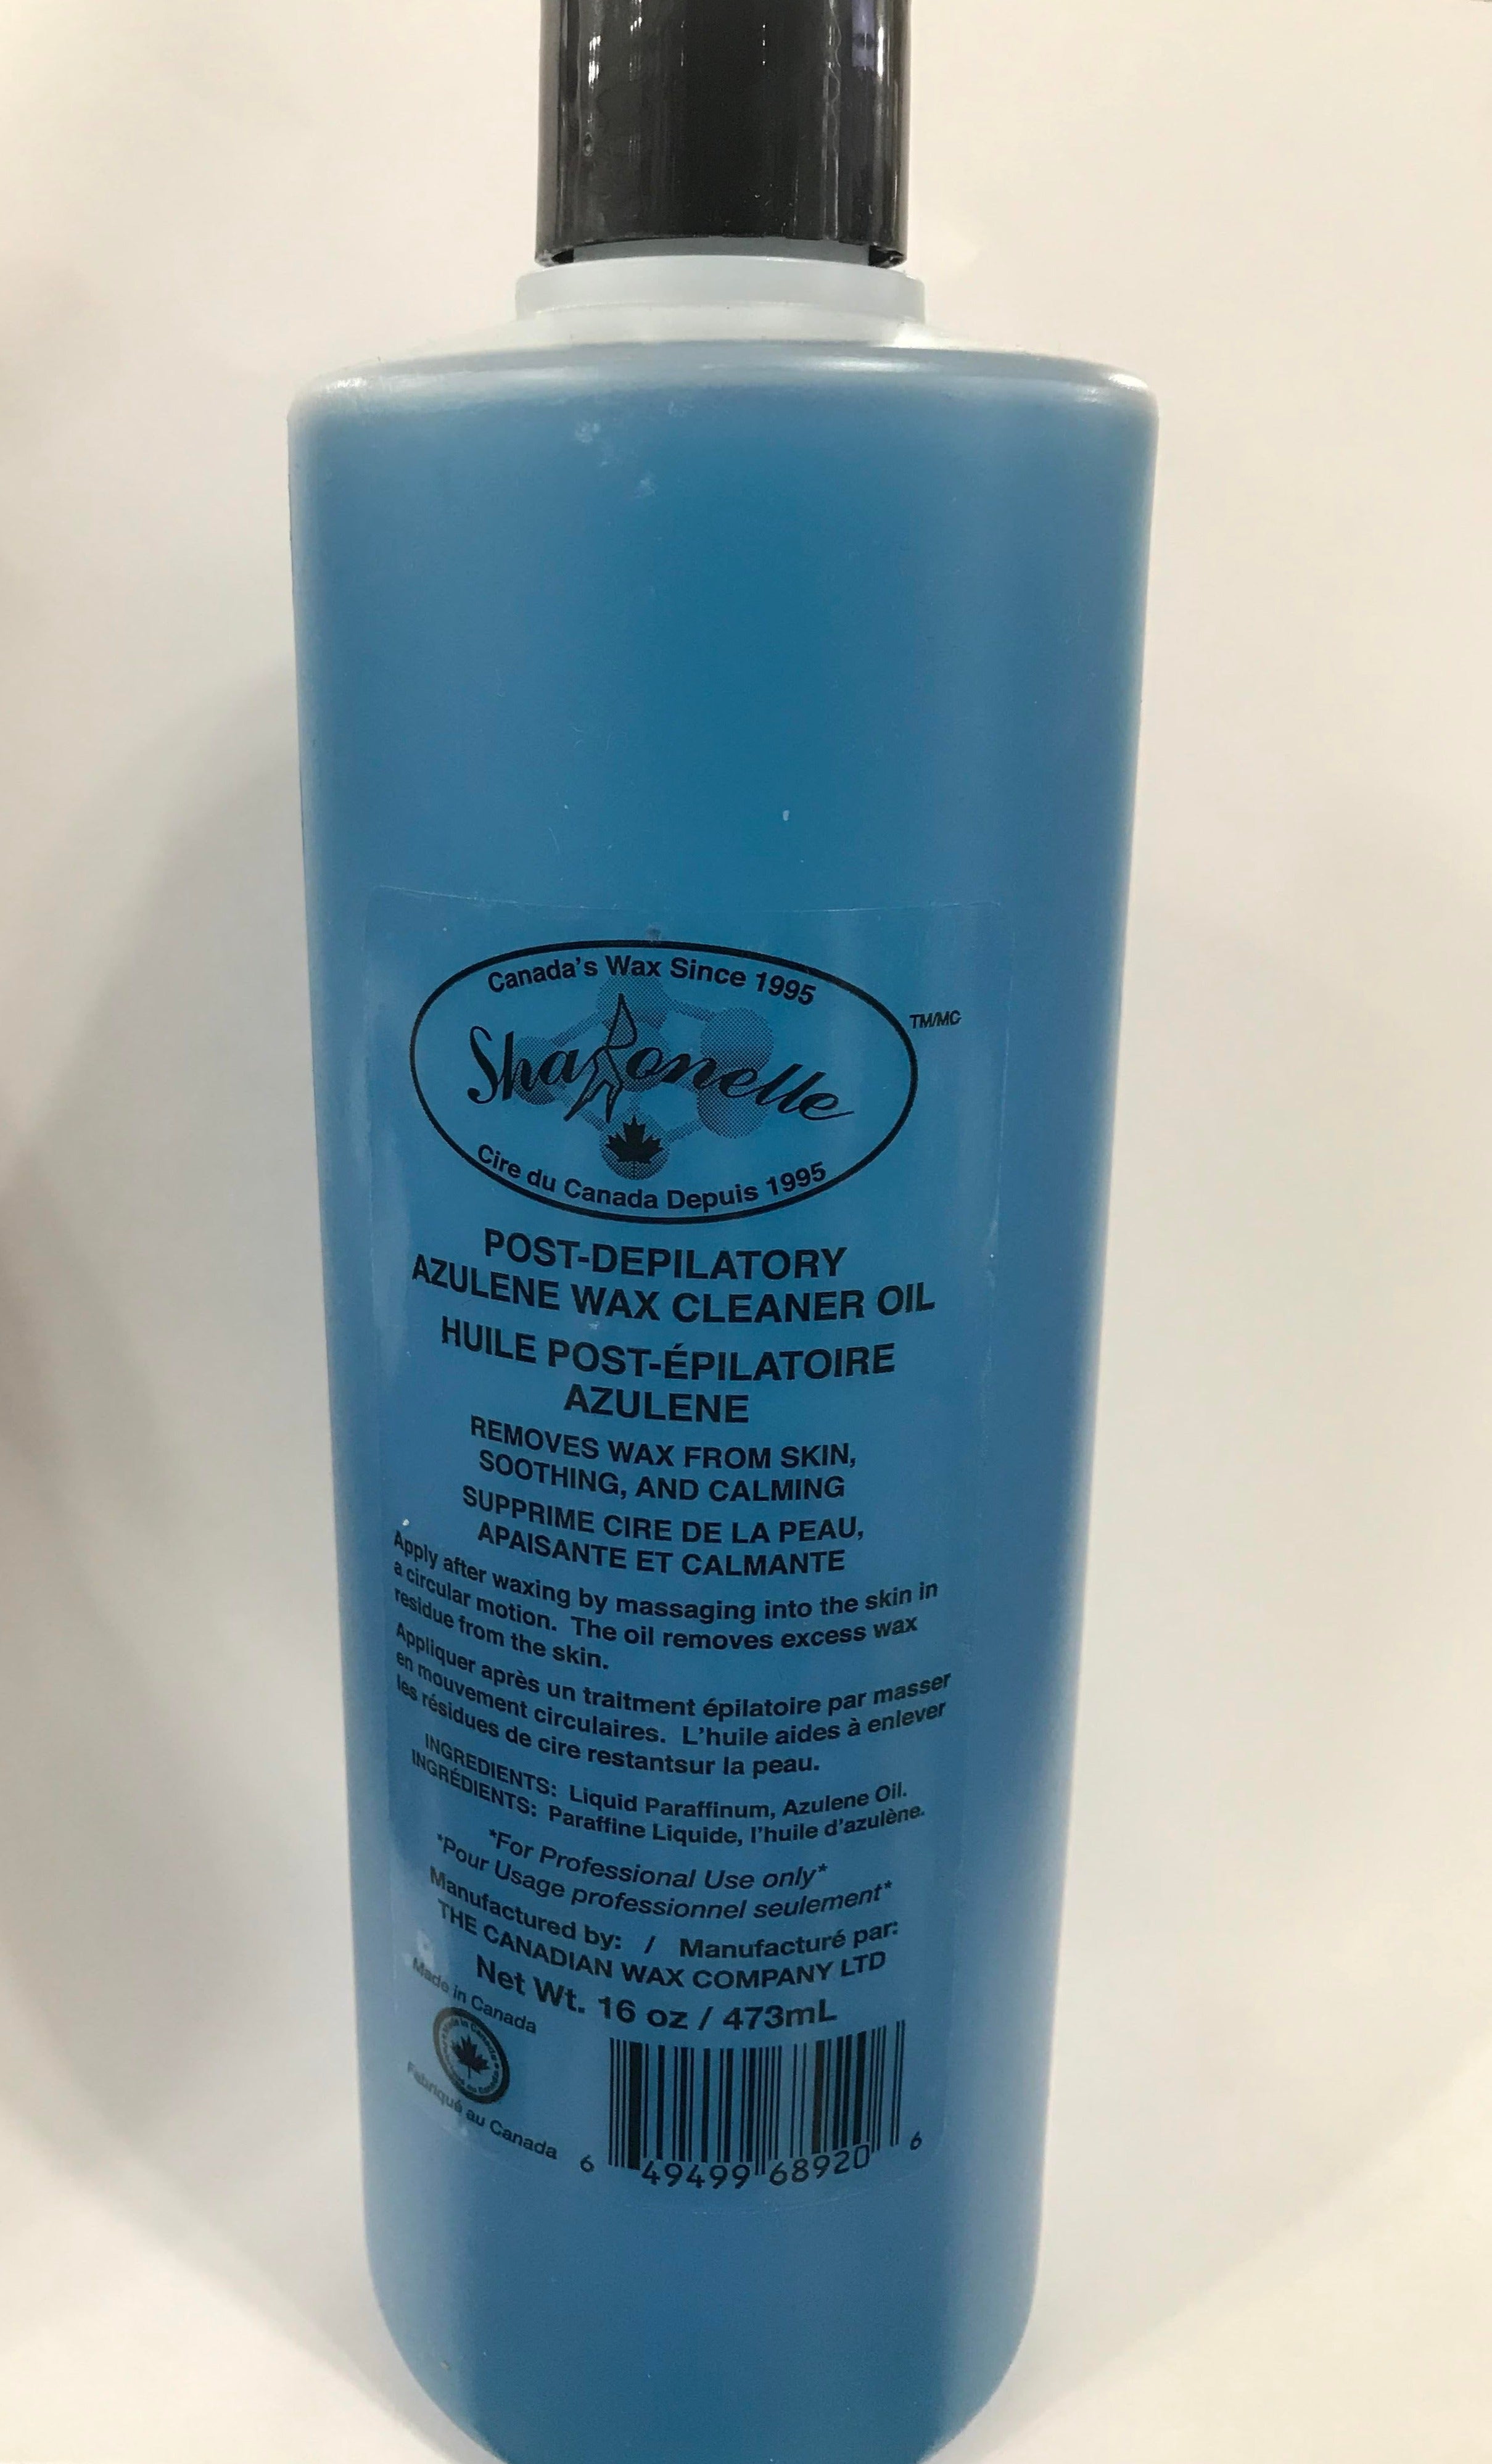 Canada's Wax Since 1995
Sharonelle
TM/MC
Cire du Canada Depuis 1995
POST-DEPILATORY
AZULENE WAX CLEANER OIL
HUILE POST-ÉPILATOIRE
AZULENE
REMOVES WAX FROM SKIN,
SOOTHING, AND CALMING
SUPPRIME CIRE DE LA PEAU,
APAISANTE ET CALMANTE
Apply after waxing by massaging into the skin in
a circular motion. The oil removes excess wax
residue from the skin.
Appliquer après un traitment épilatoire par masser
en mouvement circulaires. L'huile aides à enlever
les résidues de cire restantsur la peau.
INGREDIENTS: Liquid Paraffinum, Azulene Oil.
INGRÉDIENTS: Paraffine Liquide, l'huile d'azulène.
*For Professional Use only*
*Pour Usage professionnel seulement*
Manufactured by: / Manufacturé par:
THE CANADIAN WAX COMPANY LTD
Net Wt. 16 oz / 473mL
Made in Canada
Fabriqué au Canada
6 49499 68920 6